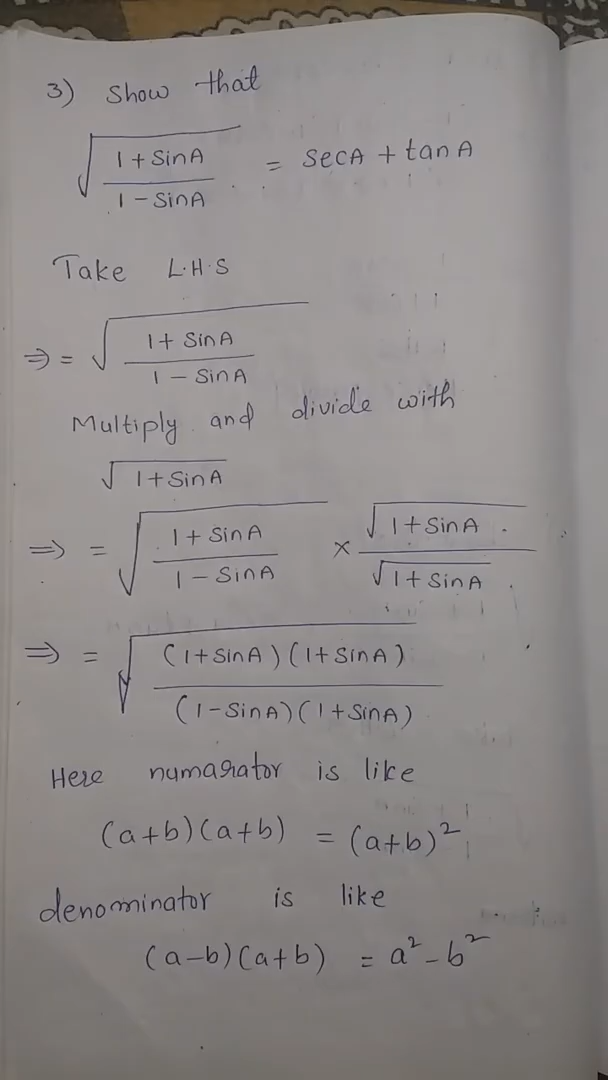 3) Show that
√(1 + SinA / 1 - SinA) = SecA + tanA
Take L.H.S
⇒ = √(1 + SinA / 1 - SinA)
Multiply and divide with
√1+SinA
⇒ = √(1 + SinA / 1 - SinA) × √1+SinA / √1+SinA
⇒ = √((1+SinA)(1+SinA) / (1-SinA)(1+SinA))
Here numarator is like
(a+b)(a+b) = (a+b)²
denominator is like
(a-b)(a+b) = a²-b²